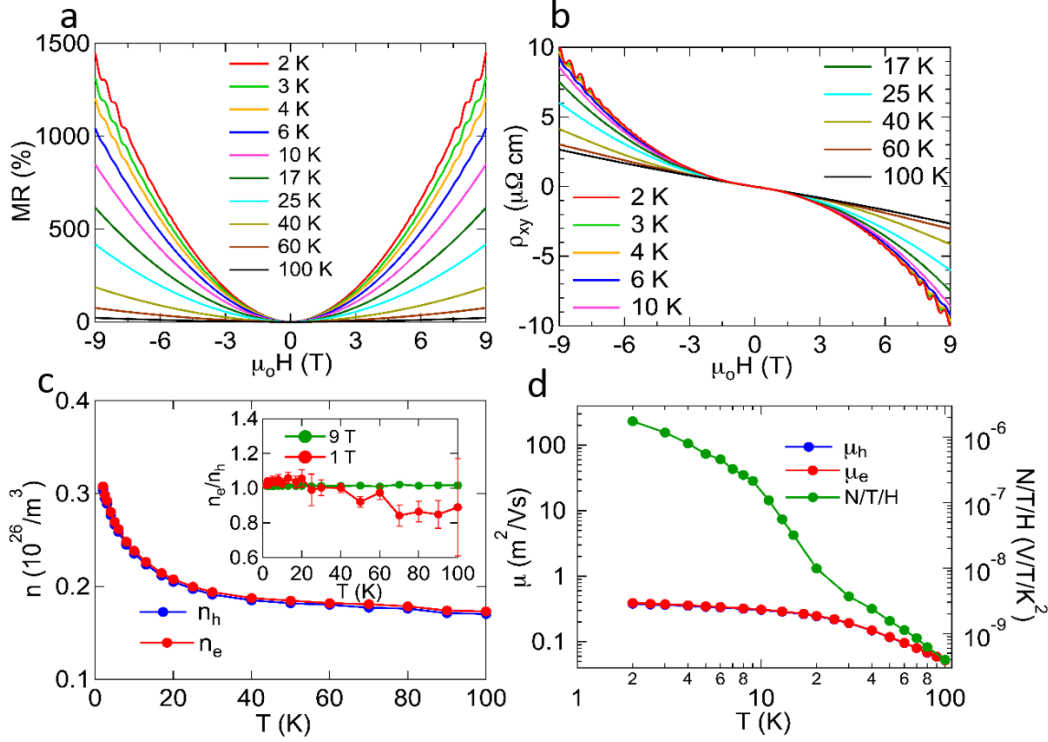 a
1500
1000
500
0
MR (%)
2 K
3 K
4 K
6 K
10 K
17 K
25 K
40 K
60 K
100 K
-9 -6 -3 0 3 6 9
μoH (T)
b
10
5
0
-5
-10
ρxy (μΩ cm)
17 K
25 K
40 K
60 K
100 K
2 K
3 K
4 K
6 K
10 K
-9 -6 -3 0 3 6 9
μoH (T)
c
0.4
0.3
0.2
0.1
n (10^26/m^3)
nh
ne
0 20 40 60 80 100
T (K)
1.4
1.2
1.0
0.8
0.6
ne/nh
9 T
1 T
0 20 40 60 80 100
T (K)
d
100
10
1
0.1
μ (m^2/Vs)
μh
μe
N/T/H
10^-6
10^-7
10^-8
10^-9
N/T/H (V/T/K^2)
2 4 6 8 2 4 6 8
1 10 100
T (K)